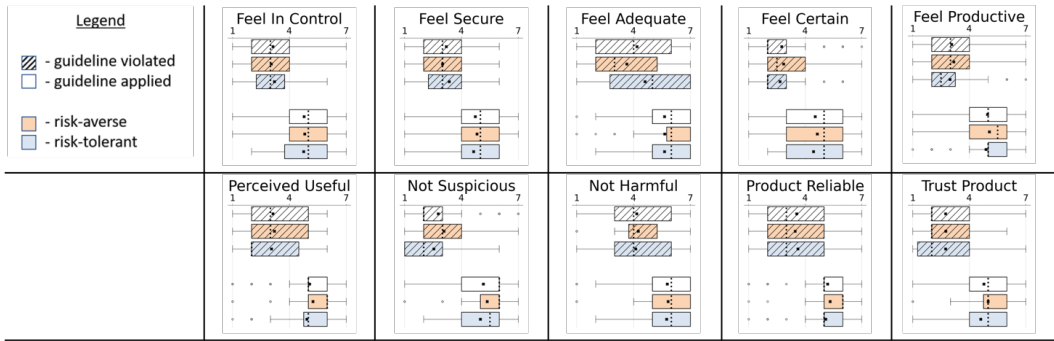 Legend
- guideline violated
- guideline applied
- risk-averse
- risk-tolerant
Feel In Control
1 4 7
Feel Secure
1 4 7
Feel Adequate
1 4 7
Feel Certain
1 4 7
Feel Productive
1 4 7
Perceived Useful
1 4 7
Not Suspicious
1 4 7
Not Harmful
1 4 7
Product Reliable
1 4 7
Trust Product
1 4 7